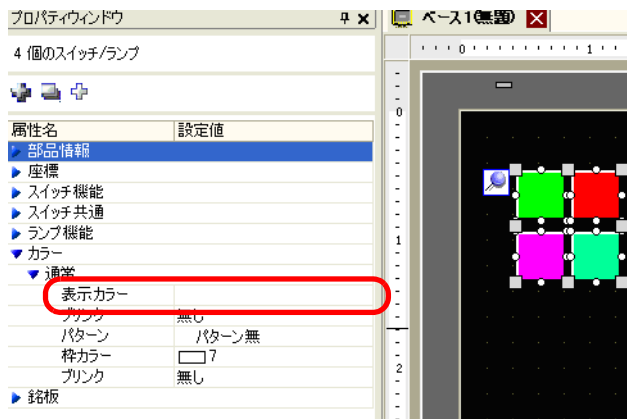 プロパティウィンドウ
ベース1(無題)
4 個のスイッチ/ランプ
0 1
属性名 設定値
部品情報
座標
スイッチ機能
スイッチ共通
ランプ機能
カラー
通常
表示カラー
ブリンク 無し
パターン パターン無
枠カラー 7
ブリンク 無し
銘板
0
1
2